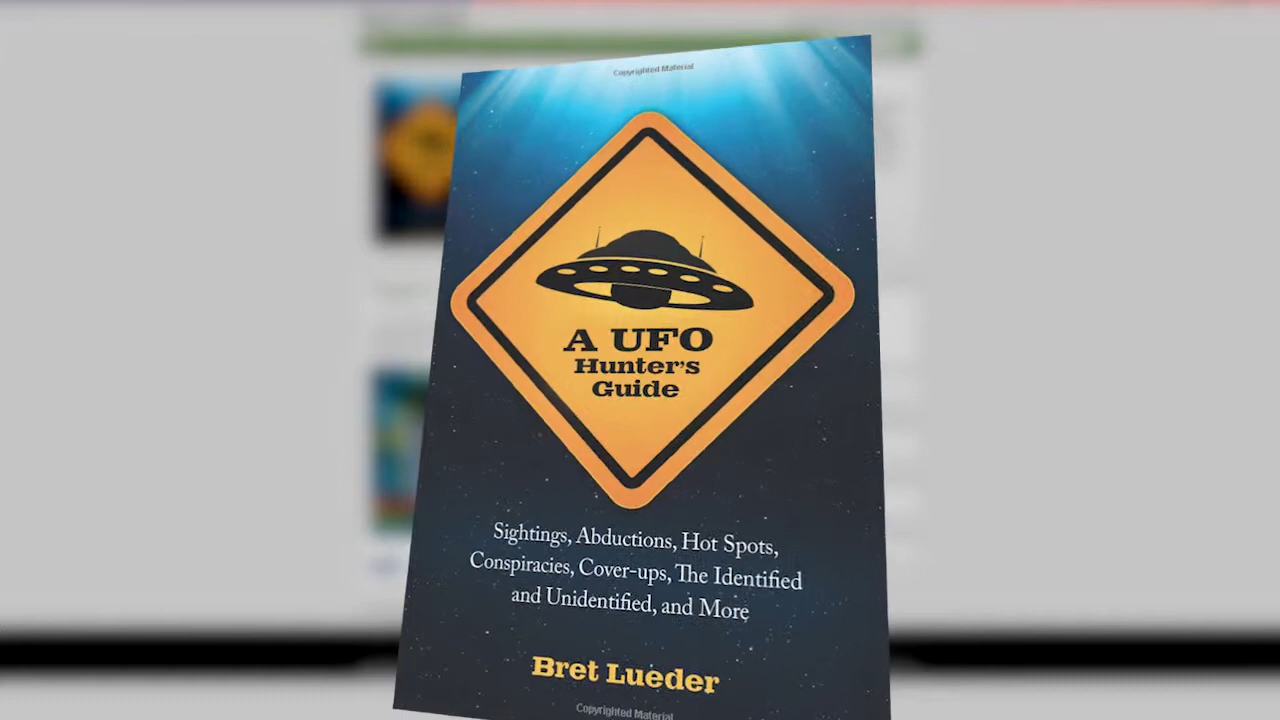 Copyrighted Material
A UFO
Hunter's
Guide
Sightings, Abductions, Hot Spots,
Conspiracies, Cover-ups, The Identified
and Unidentified, and More
Bret Lueder
Copyrighted Material